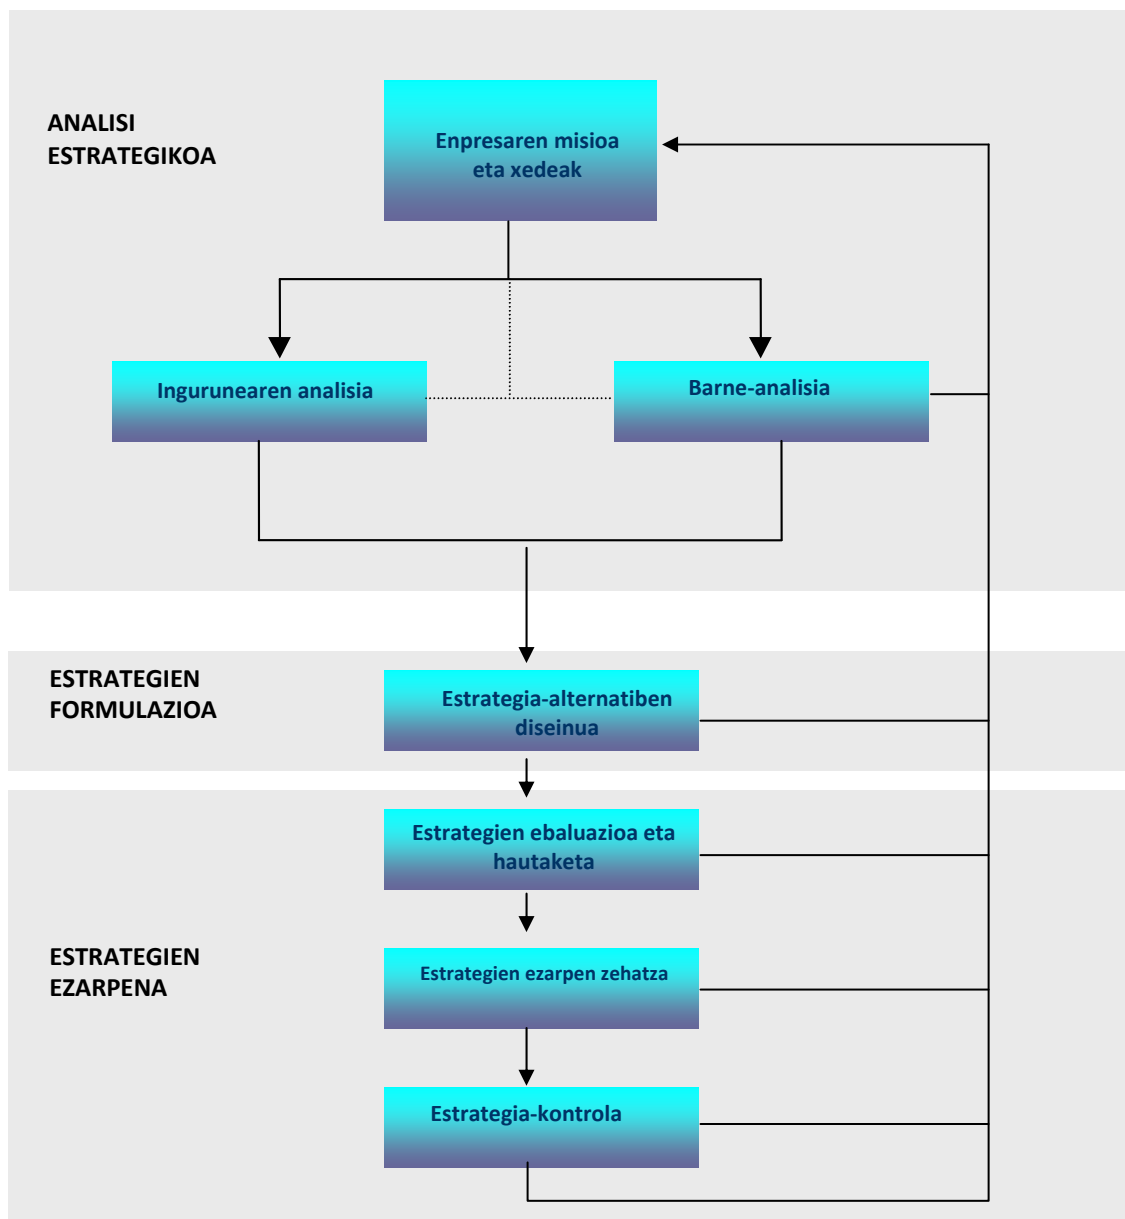 ANALISI
ESTRATEGIKOA
Enpresaren misioa
eta xedeak
Ingurunearen analisia
Barne-analisia
ESTRATEGIEN
FORMULAZIOA
Estrategia-alternatiben
diseinua
Estrategien ebaluazioa eta
hautaketa
ESTRATEGIEN
EZARPENA
Estrategien ezarpen zehatza
Estrategia-kontrola